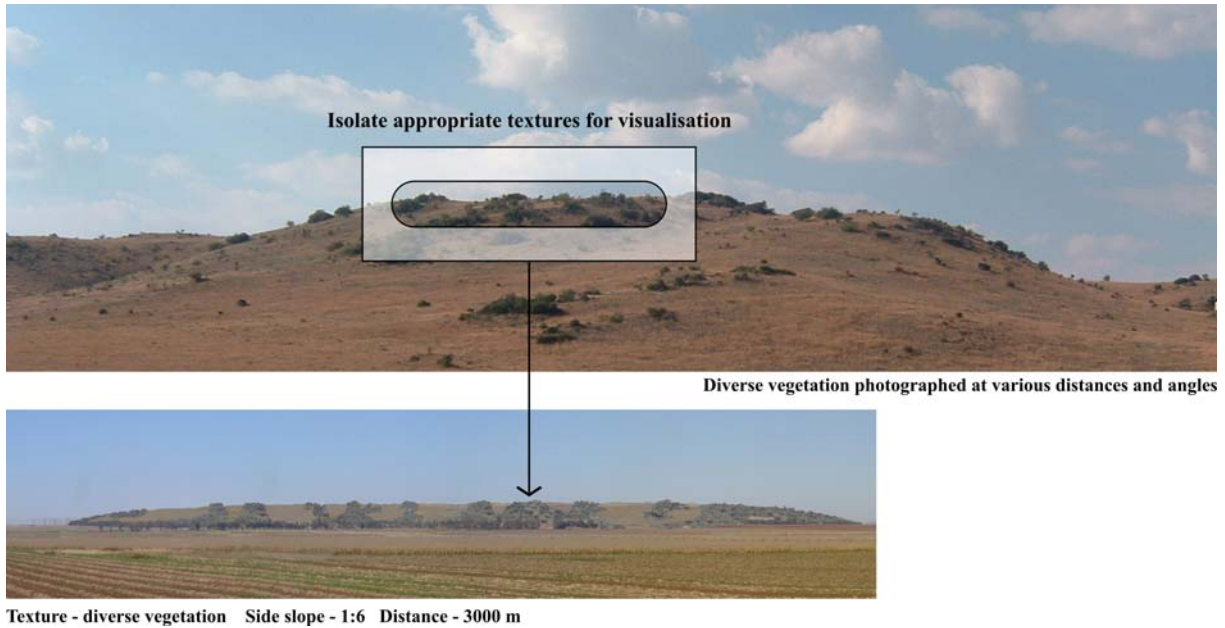 Isolate appropriate textures for visualisation
Diverse vegetation photographed at various distances and angles
Texture - diverse vegetation Side slope - 1:6 Distance - 3000 m